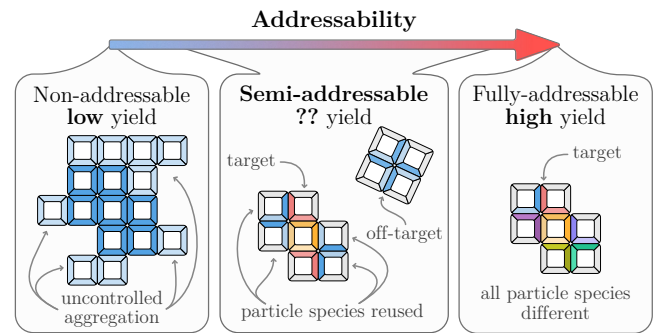 Addressability
Non-addressable
low yield
uncontrolled
aggregation
Semi-addressable
?? yield
target
off-target
particle species reused
Fully-addressable
high yield
target
all particle species
different